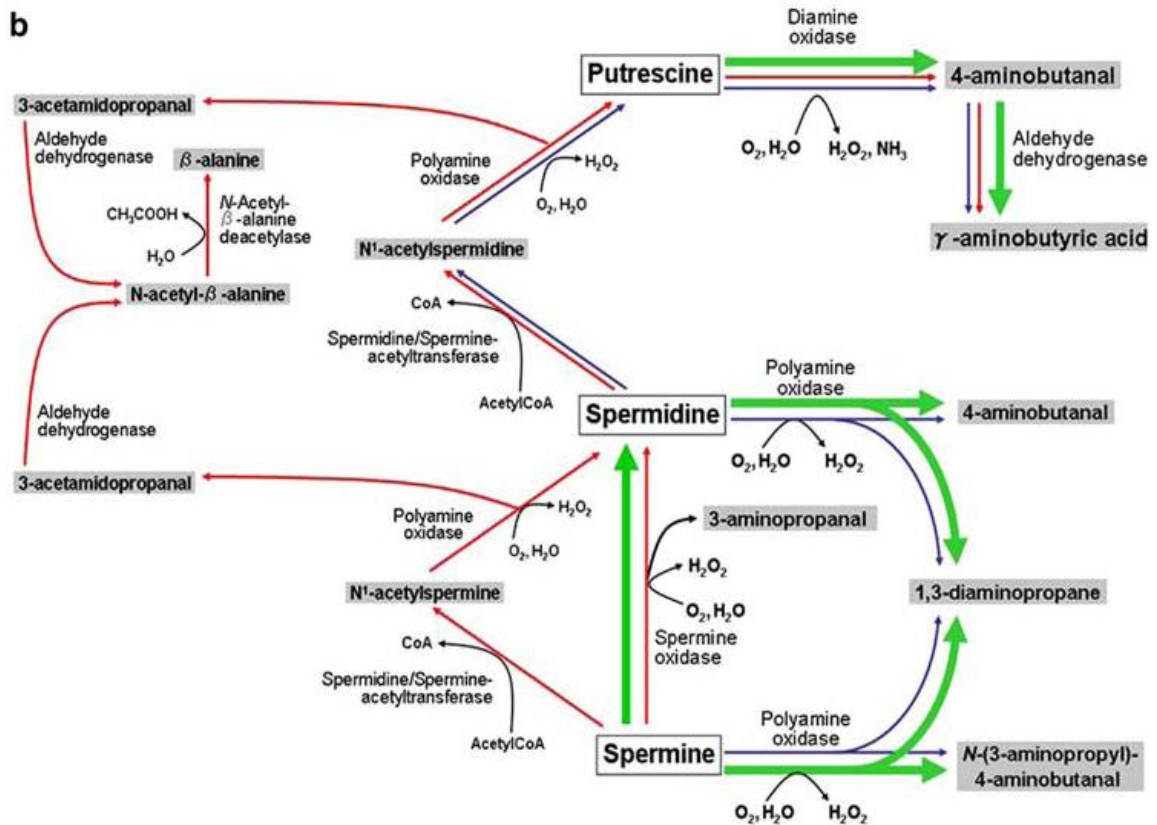 b
Diamine
oxidase
Putrescine
4-aminobutanal
3-acetamidopropanal
Aldehyde
dehydrogenase
β-alanine
Polyamine
oxidase
H₂O₂
O₂, H₂O
O₂, H₂O
H₂O₂, NH₃
Aldehyde
dehydrogenase
CH₃COOH
H₂O
N-Acetyl-
β-alanine
deacetylase
γ-aminobutyric acid
N¹-acetylspermidine
N-acetyl-β-alanine
CoA
Spermidine/Spermine-
acetyltransferase
AcetylCoA
Polyamine
oxidase
Spermidine
4-aminobutanal
Aldehyde
dehydrogenase
O₂, H₂O
H₂O₂
3-acetamidopropanal
Polyamine
oxidase
H₂O₂
O₂, H₂O
3-aminopropanal
H₂O₂
O₂, H₂O
Spermine
oxidase
N¹-acetylspermine
1,3-diaminopropane
CoA
Spermidine/Spermine-
acetyltransferase
AcetylCoA
Polyamine
oxidase
Spermine
N-(3-aminopropyl)-
4-aminobutanal
O₂, H₂O
H₂O₂